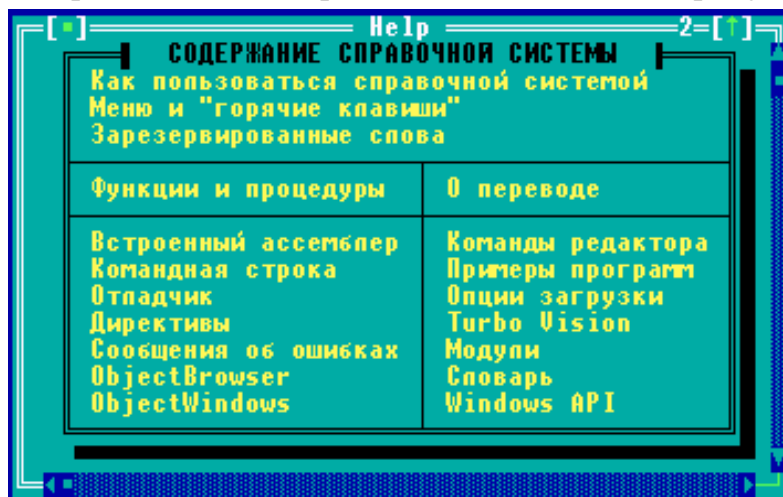 [■] Help 2=[↑]
СОДЕРЖАНИЕ СПРАВОЧНОЙ СИСТЕМЫ
Как пользоваться справочной системой
Меню и "горячие клавиши"
Зарезервированные слова
Функции и процедуры
О переводе
Встроенный ассемблер
Командная строка
Отладчик
Директивы
Сообщения об ошибках
ObjectBrowser
ObjectWindows
Команды редактора
Примеры программ
Опции загрузки
Turbo Vision
Модули
Словарь
Windows API